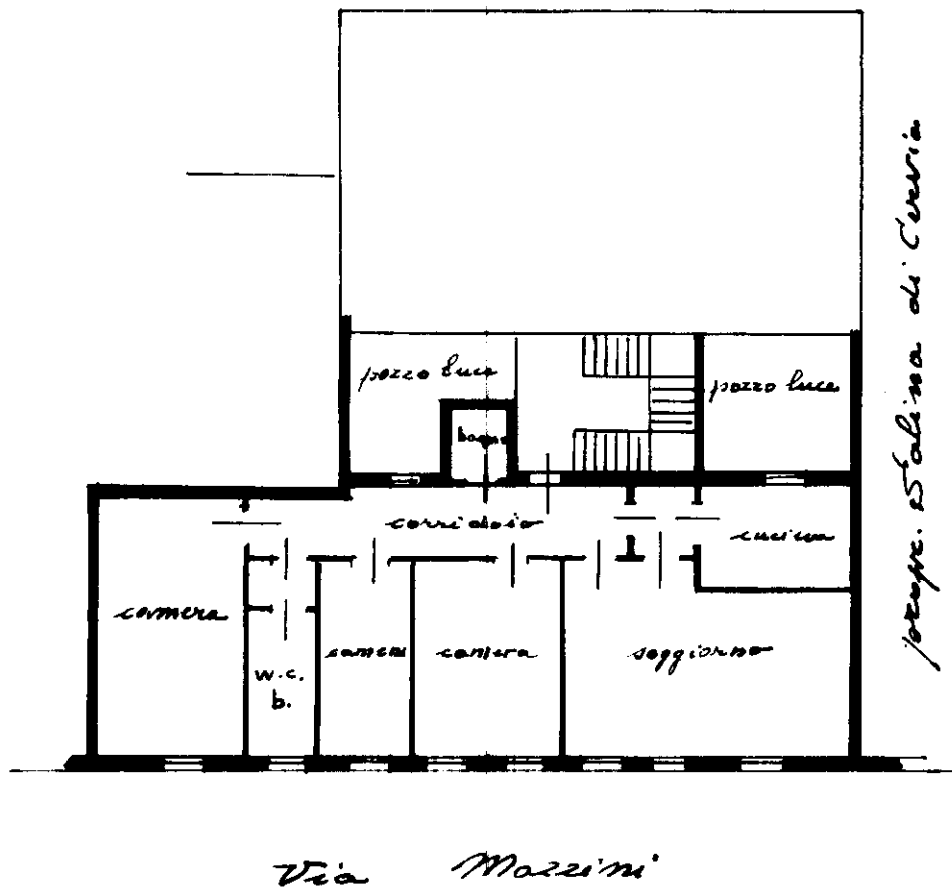 pozzo luce
pozzo luce
bagno
corridoio
cucina
camera
camera
camera
soggiorno
w.c.
b.
propr. Salina di Cervia
Via Mazzini